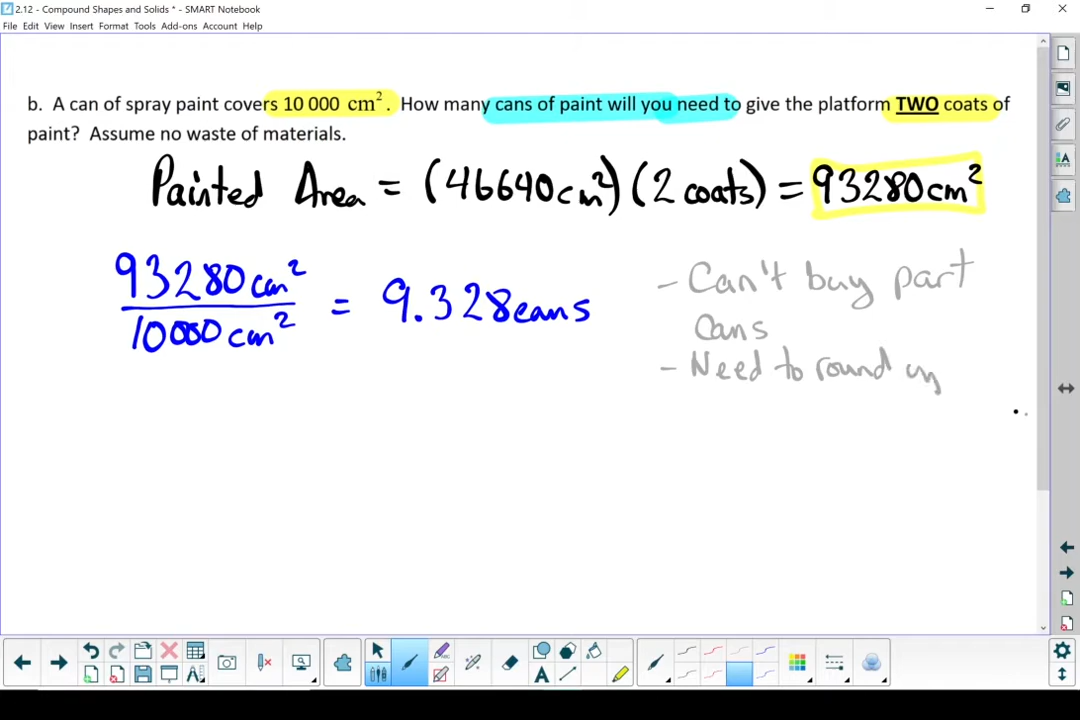 2.12 - Compound Shapes and Solids * - SMART Notebook
File Edit View Insert Format Tools Add-ons Account Help
b. A can of spray paint covers 10 000 cm². How many cans of paint will you need to give the platform TWO coats of
paint? Assume no waste of materials.
Painted Area = (46640cm²)(2 coats) = 93280cm²
93280cm²
10000cm²
= 9.328cans
- Can't buy part
cans
- Need to round up